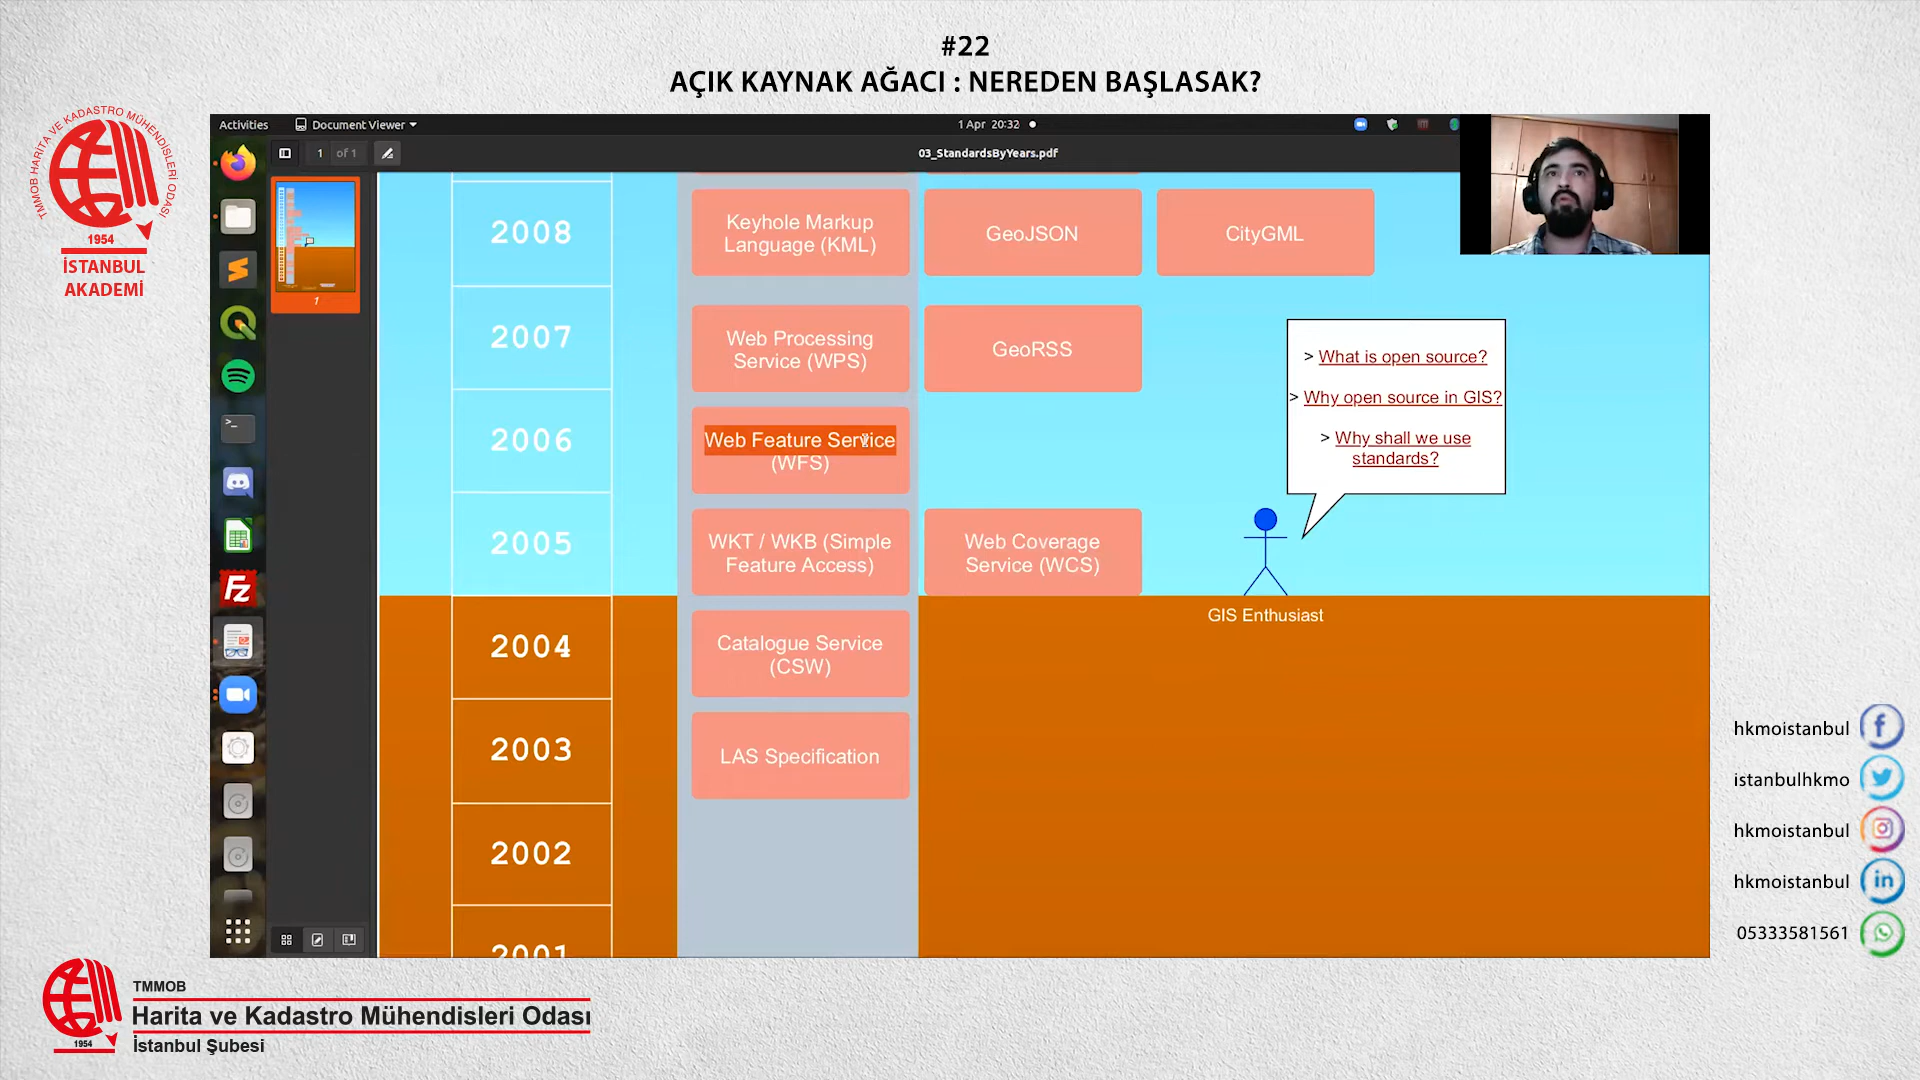 #22
AÇIK KAYNAK AĞACI : NEREDEN BAŞLASAK?
TMMOB HARİTA VE KADASTRO MÜHENDİSLERİ ODASI
1954
İSTANBUL
AKADEMİ
Activities
Document Viewer
1 Apr 20:32
1 of 1
03_StandardsByYears.pdf
1
2008
Keyhole Markup
Language (KML)
GeoJSON
CityGML
2007
Web Processing
Service (WPS)
GeoRSS
2006
Web Feature Service
(WFS)
2005
WKT / WKB (Simple
Feature Access)
Web Coverage
Service (WCS)
> What is open source?
> Why open source in GIS?
> Why shall we use
standards?
GIS Enthusiast
2004
Catalogue Service
(CSW)
2003
LAS Specification
2002
2001
hkmoistanbul
istanbulhkmo
hkmoistanbul
hkmoistanbul
05333581561
1954
TMMOB
Harita ve Kadastro Mühendisleri Odası
İstanbul Şubesi